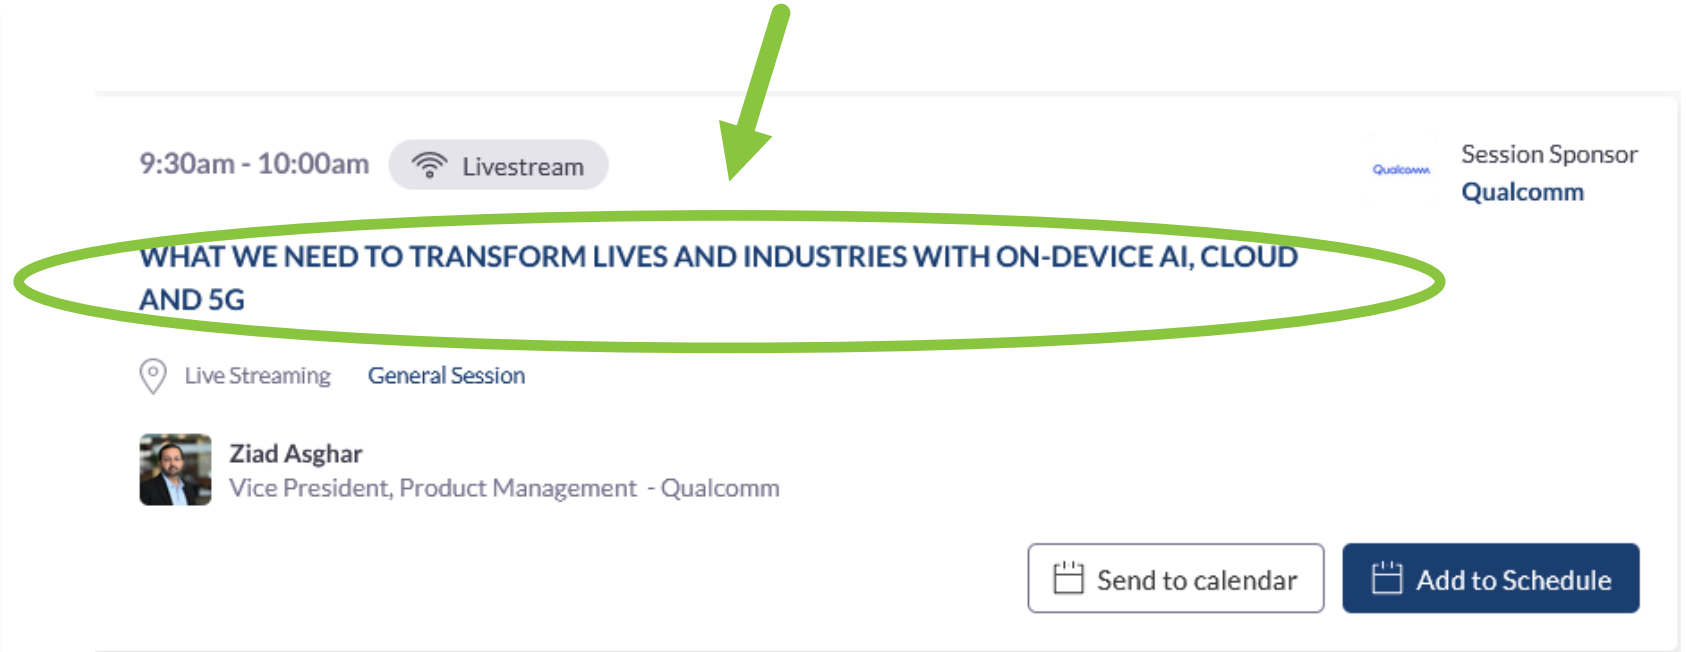 9:30am - 10:00am Livestream
Qualcomm
Session Sponsor
Qualcomm
WHAT WE NEED TO TRANSFORM LIVES AND INDUSTRIES WITH ON-DEVICE AI, CLOUD
AND 5G
Live Streaming General Session
Ziad Asghar
Vice President, Product Management - Qualcomm
Send to calendar Add to Schedule